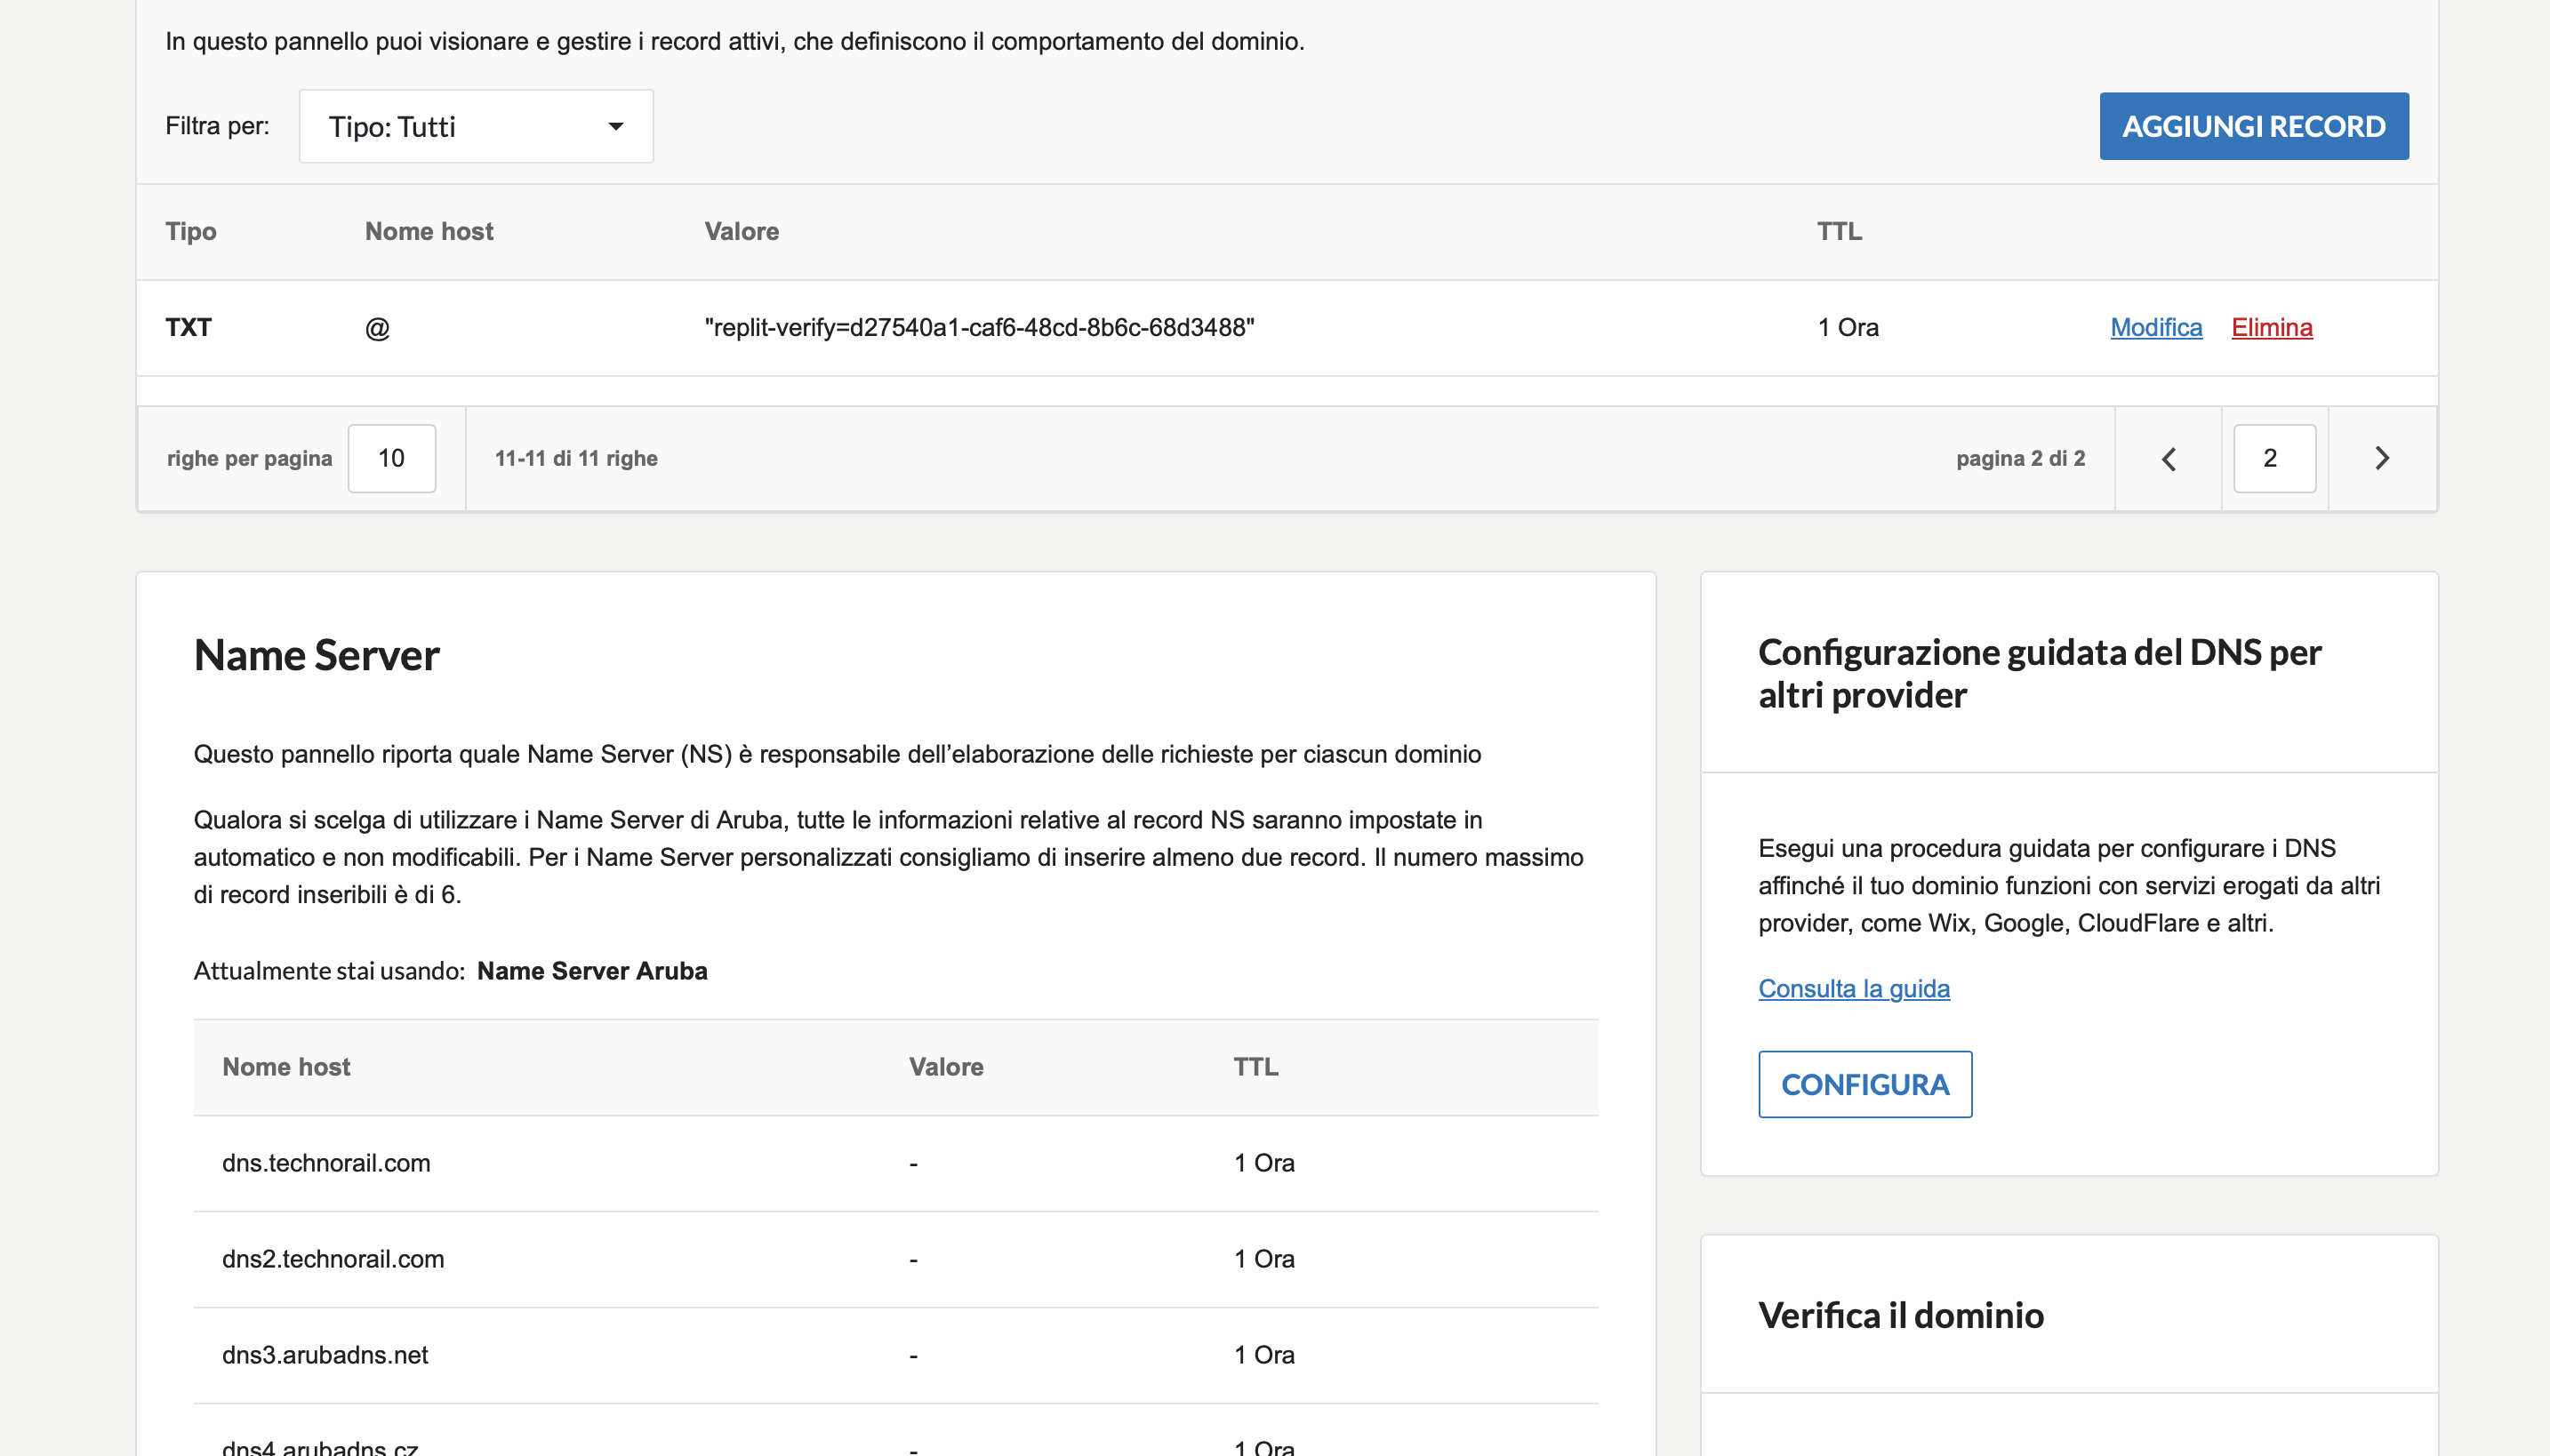 In questo pannello puoi visionare e gestire i record attivi, che definiscono il comportamento del dominio.
Filtra per: Tipo: Tutti AGGIUNGI RECORD
Tipo Nome host Valore TTL
TXT @ "replit-verify=d27540a1-caf6-48cd-8b6c-68d3488" 1 Ora Modifica Elimina
righe per pagina 10 11-11 di 11 righe pagina 2 di 2 2
Name Server
Questo pannello riporta quale Name Server (NS) è responsabile dell’elaborazione delle richieste per ciascun dominio
Qualora si scelga di utilizzare i Name Server di Aruba, tutte le informazioni relative al record NS saranno impostate in
automatico e non modificabili. Per i Name Server personalizzati consigliamo di inserire almeno due record. Il numero massimo
di record inseribili è di 6.
Attualmente stai usando: Name Server Aruba
Nome host Valore TTL
dns.technorail.com - 1 Ora
dns2.technorail.com - 1 Ora
dns3.arubadns.net - 1 Ora
dns4.arubadns.cz - 1 Ora
Configurazione guidata del DNS per
altri provider
Esegui una procedura guidata per configurare i DNS
affinché il tuo dominio funzioni con servizi erogati da altri
provider, come Wix, Google, CloudFlare e altri.
Consulta la guida
CONFIGURA
Verifica il dominio